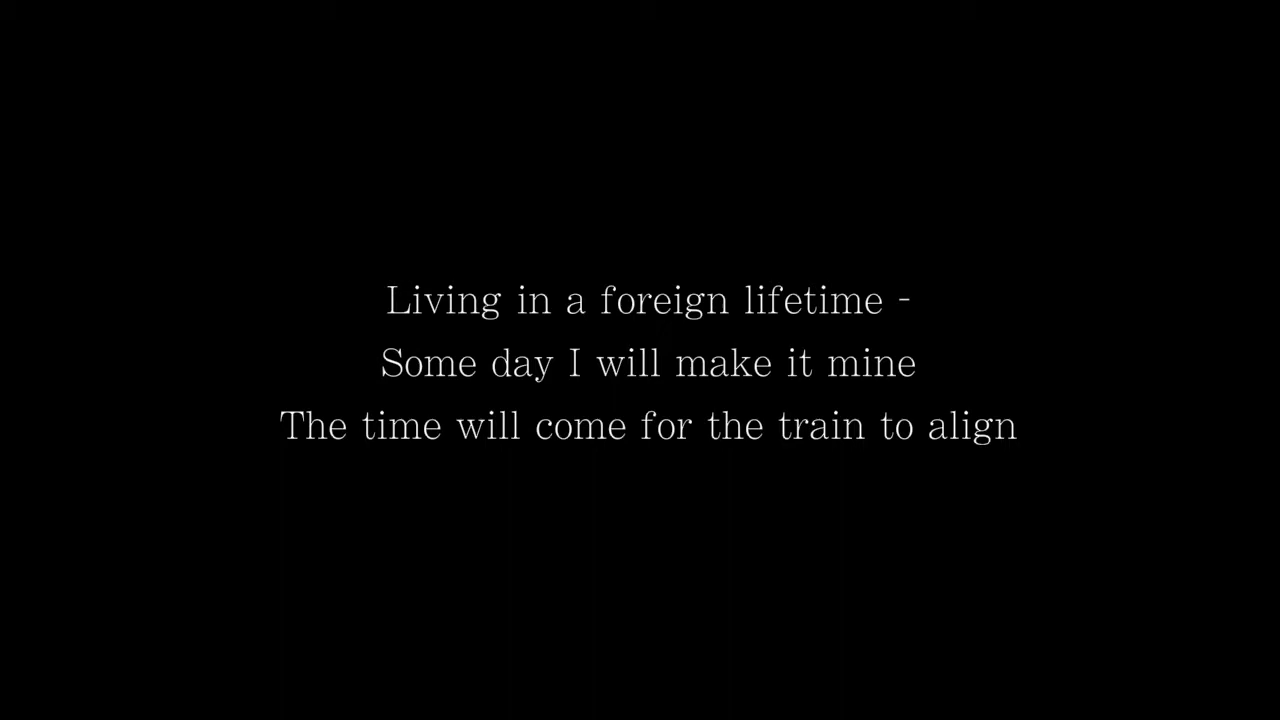 Living in a foreign lifetime -
Some day I will make it mine
The time will come for the train to align